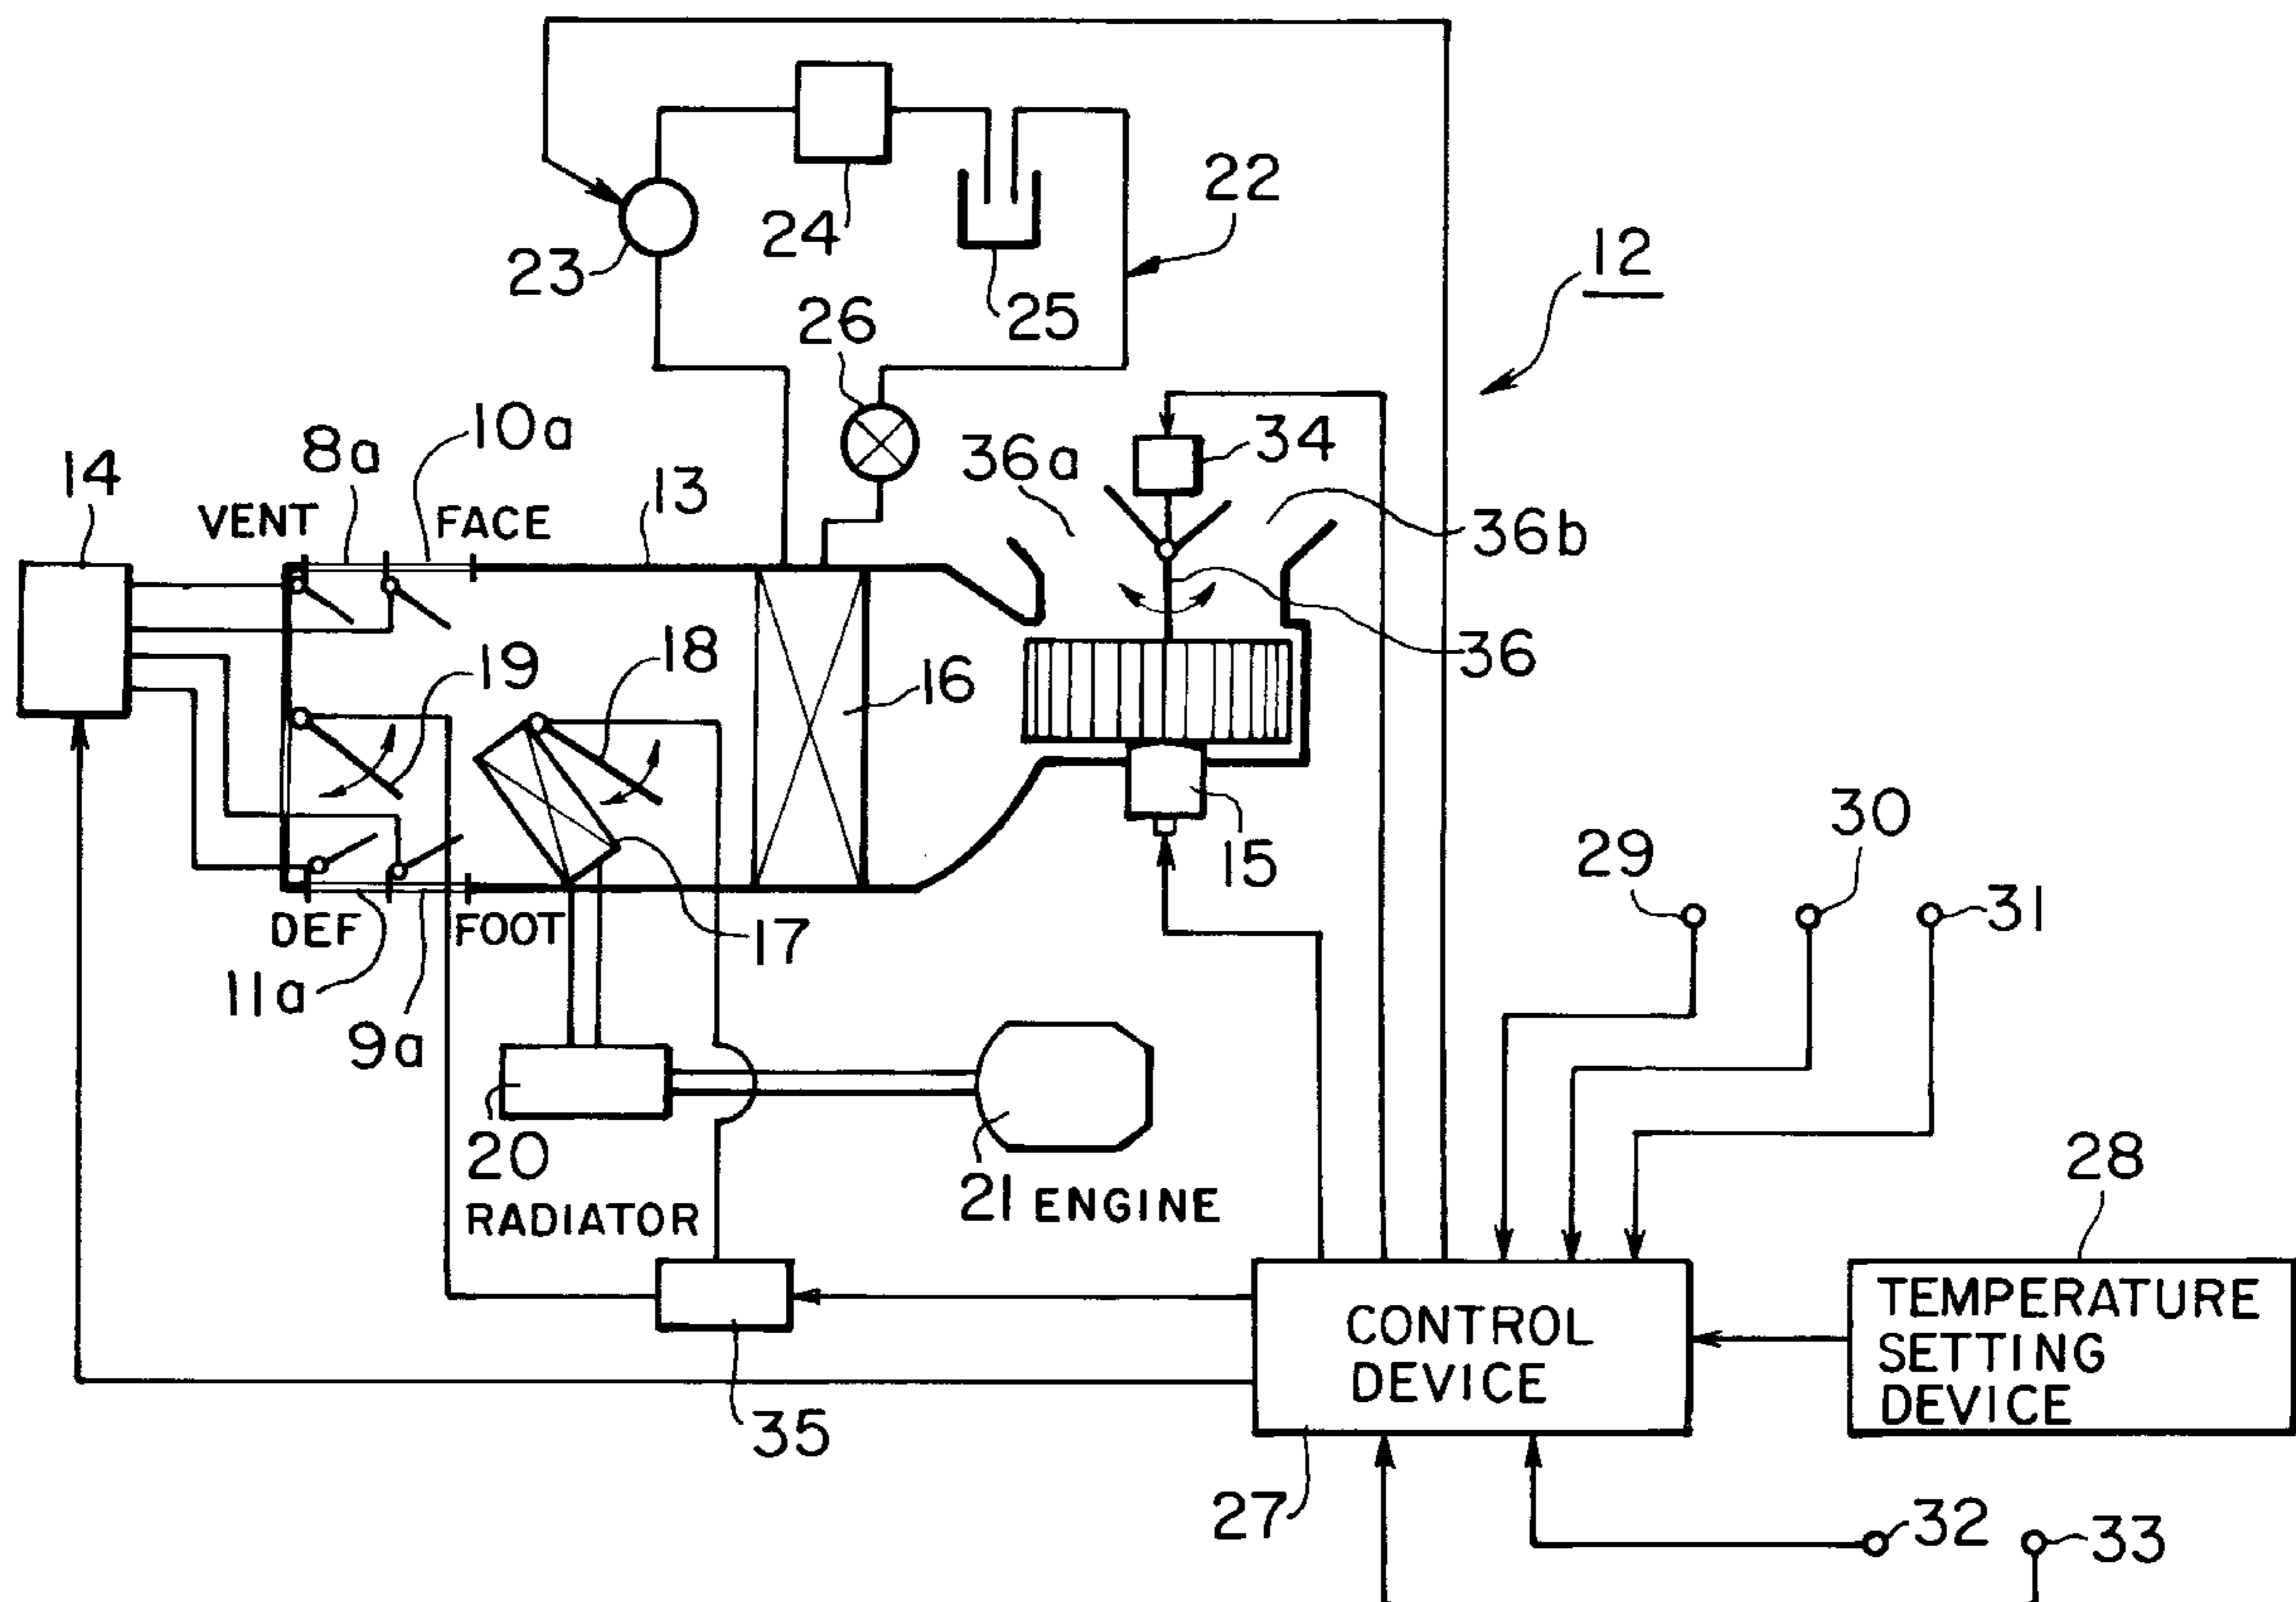 22
24
23
25
12
26
10a
34
8a
36a
14
13
VENT
FACE
36b
18
36
19
16
30
29
15
31
DEF
FOOT
17
11a
9a
28
20
21 ENGINE
RADIATOR
TEMPERATURE
SETTING
DEVICE
CONTROL
DEVICE
35
27
32
33